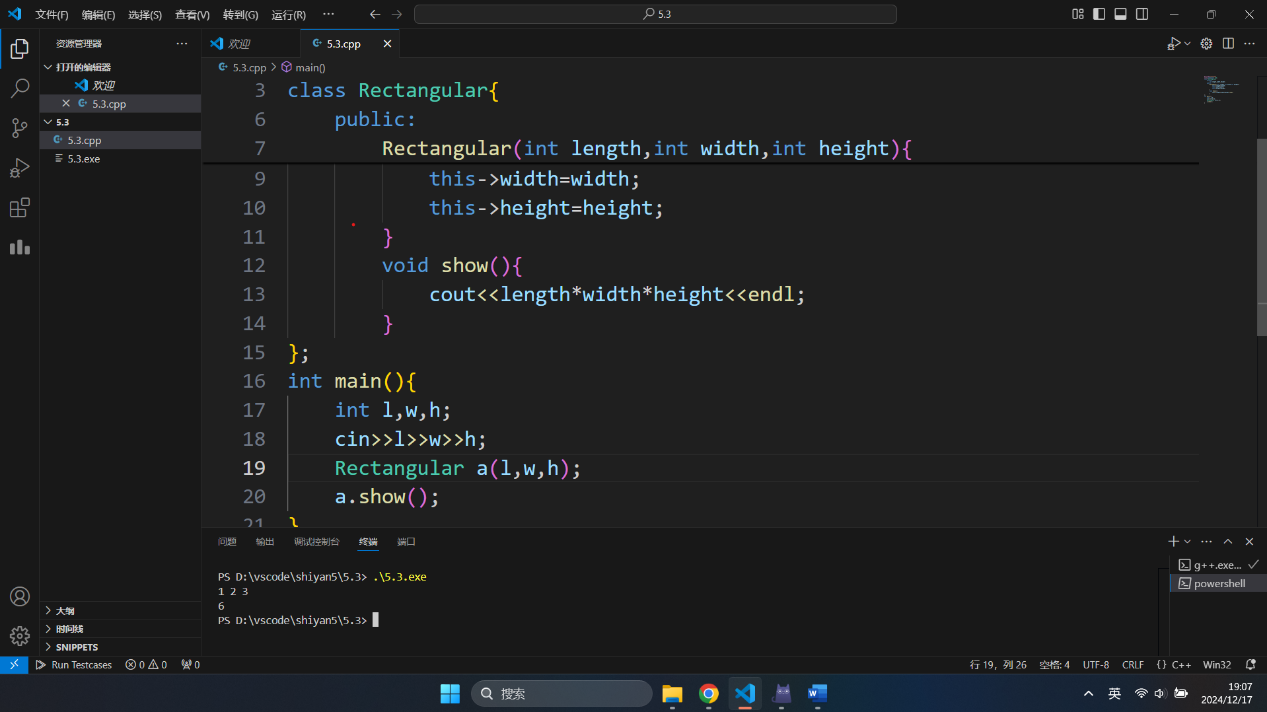 文件(F) 编辑(E) 选择(S) 查看(V) 转到(G) 运行(R) ··· 5.3
资源管理器 ···
打开的编辑器
欢迎
5.3.cpp
5.3
5.3.cpp
5.3.exe
大纲
时间线
SNIPPETS
欢迎 5.3.cpp
5.3.cpp > main()
3 class Rectangular{
6 public:
7 Rectangular(int length,int width,int height){
9 this->width=width;
10 this->height=height;
11 }
12 void show(){
13 cout<<length*width*height<<endl;
14 }
15 };
16 int main(){
17 int l,w,h;
18 cin>>l>>w>>h;
19 Rectangular a(l,w,h);
20 a.show();
21 }
问题 输出 调试控制台 终端 端口
PS D:\vscode\shiyan5\5.3> .\5.3.exe
1 2 3
6
PS D:\vscode\shiyan5\5.3>
g++.exe...
powershell
Run Testcases 0 0 0 行 19，列 26 空格: 4 UTF-8 CRLF {} C++ Win32
搜索
英
19:07
2024/12/17